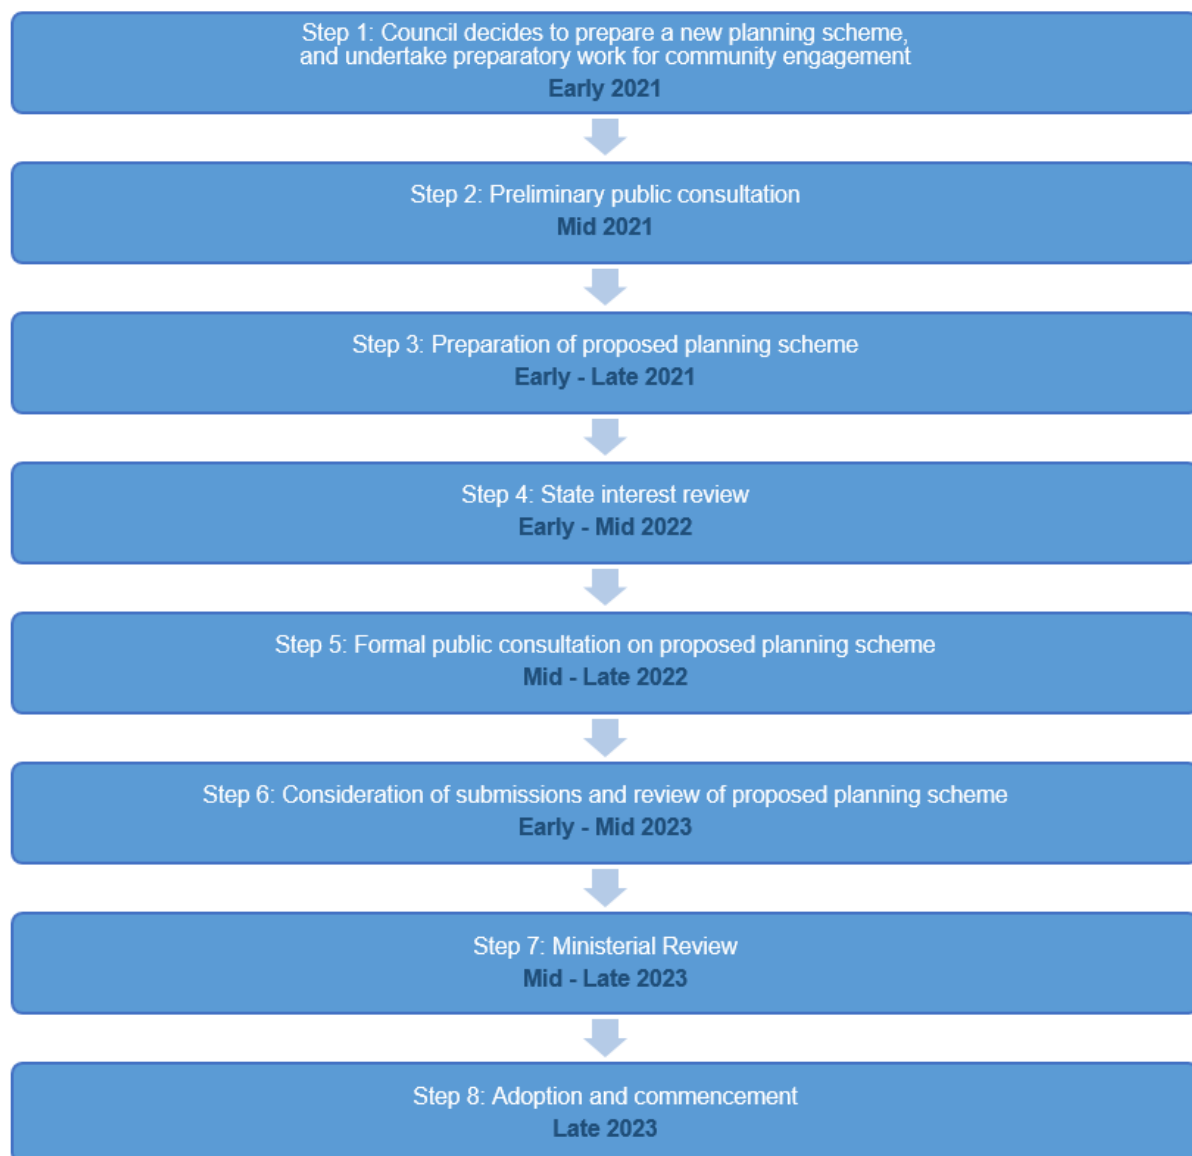 Step 1: Council decides to prepare a new planning scheme,
and undertake preparatory work for community engagement
Early 2021
Step 2: Preliminary public consultation
Mid 2021
Step 3: Preparation of proposed planning scheme
Early - Late 2021
Step 4: State interest review
Early - Mid 2022
Step 5: Formal public consultation on proposed planning scheme
Mid - Late 2022
Step 6: Consideration of submissions and review of proposed planning scheme
Early - Mid 2023
Step 7: Ministerial Review
Mid - Late 2023
Step 8: Adoption and commencement
Late 2023